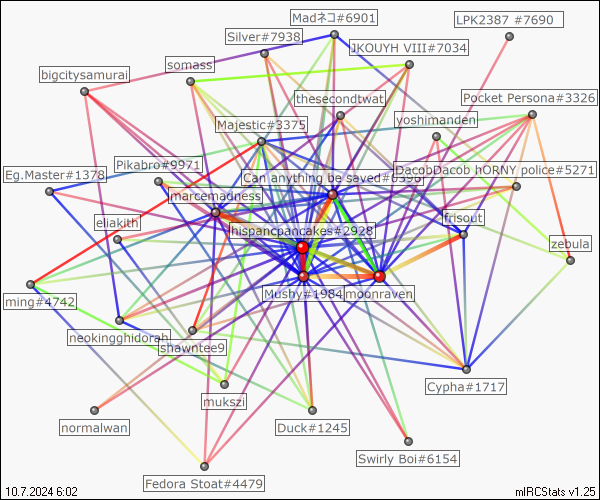 Madネコ#6901
LPK2387 #7690
Silver#7938
JKOUYH VIII#7034
somass
bigcitysamurai
thesecondtwat
Pocket Persona#3326
Majestic#3375
yoshimanden
Pikabro#9971
DacobDacob hORNY police#5271
Eg.Master#1378
Can anything be saved#6390
jmarcemadness
eliakith
frisout
hispancpancakes#2928
zebula
Mushy#1984
moonraven
ming#4742
neokingghidorah
shawntee9
Cypha#1717
mukszi
normalwan
Duck#1245
Swirly Boi#6154
Fedora Stoat#4479
10.7.2024 6:02
mIRCStats v1.25